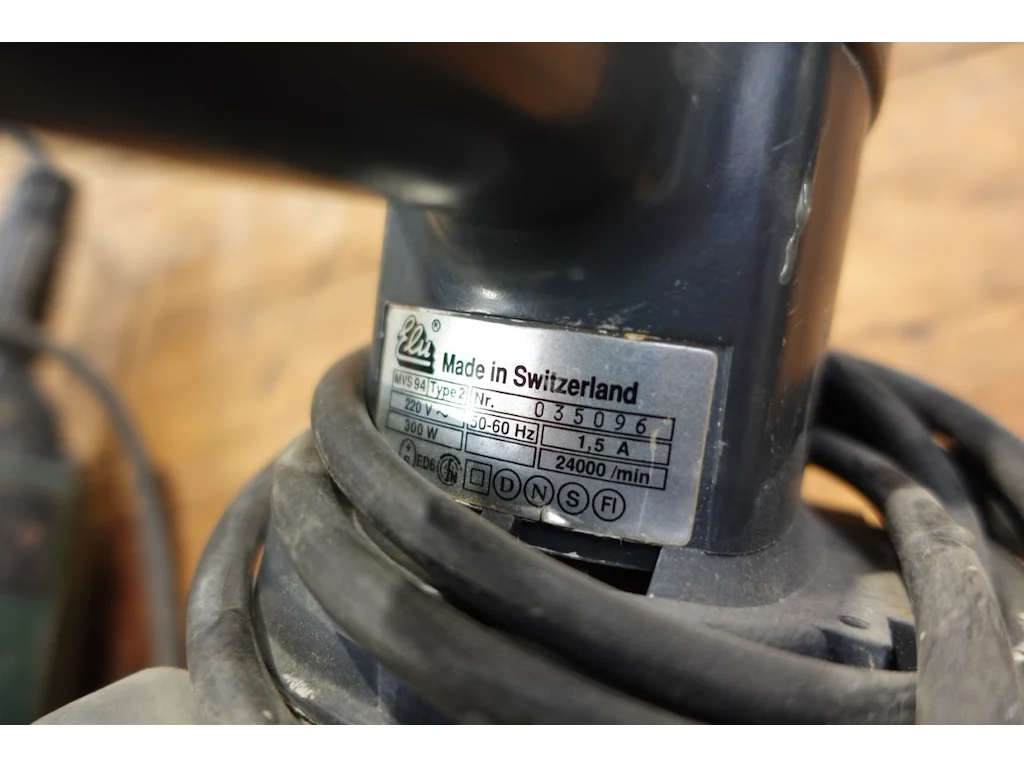 Elu ® Made in Switzerland
MVS 94 Type 2 Nr. 035096
220 V ~ 50-60 Hz 1,5 A
300 W 24000 /min
S ED6 D N S FI